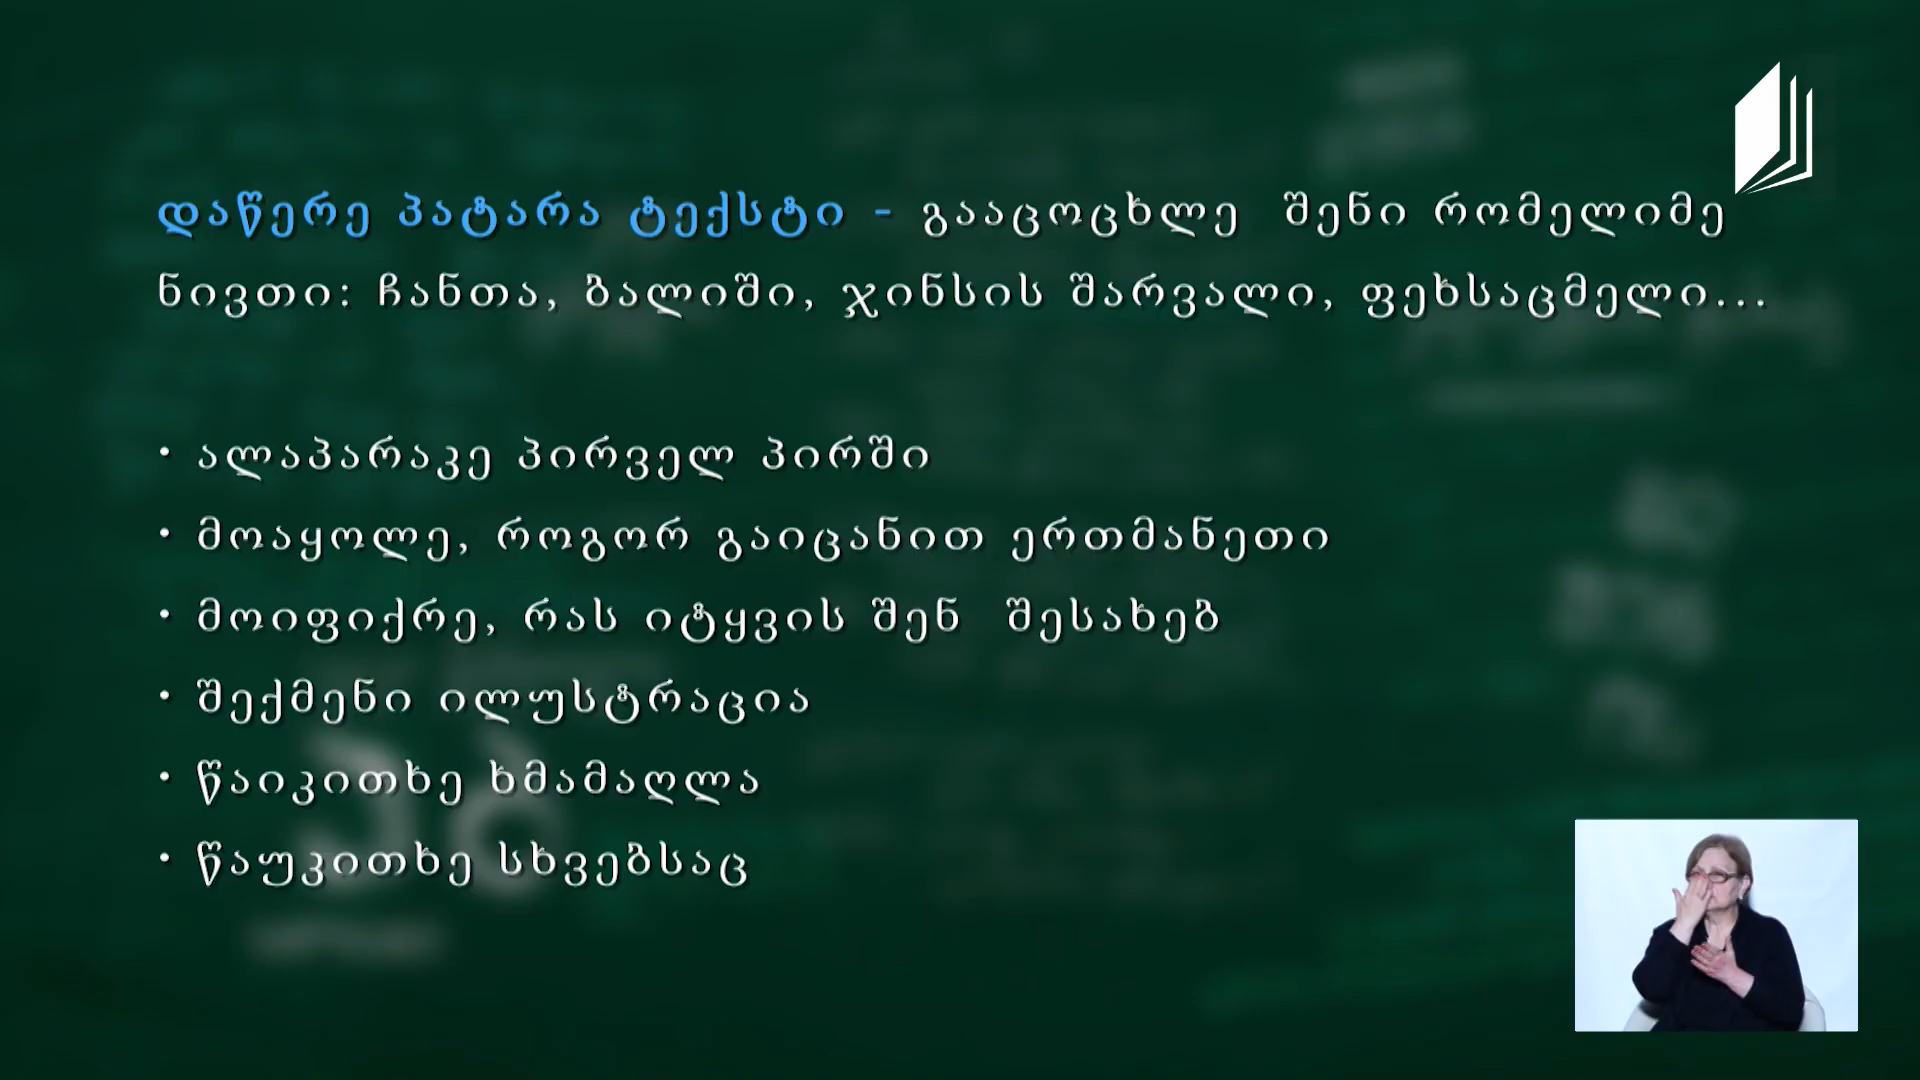 დაწერე პატარა ტექსტი - გააცოცხლე შენი რომელიმე
ნივთი: ჩანთა, ბალიში, ჯინსის შარვალი, ფეხსაცმელი...
• ალაპარაკე პირველ პირში
• მოაყოლე, როგორ გაიცანით ერთმანეთი
• მოიფიქრე, რას იტყვის შენ შესახებ
• შექმენი ილუსტრაცია
• წაიკითხე ხმამაღლა
• წაუკითხე სხვებსაც